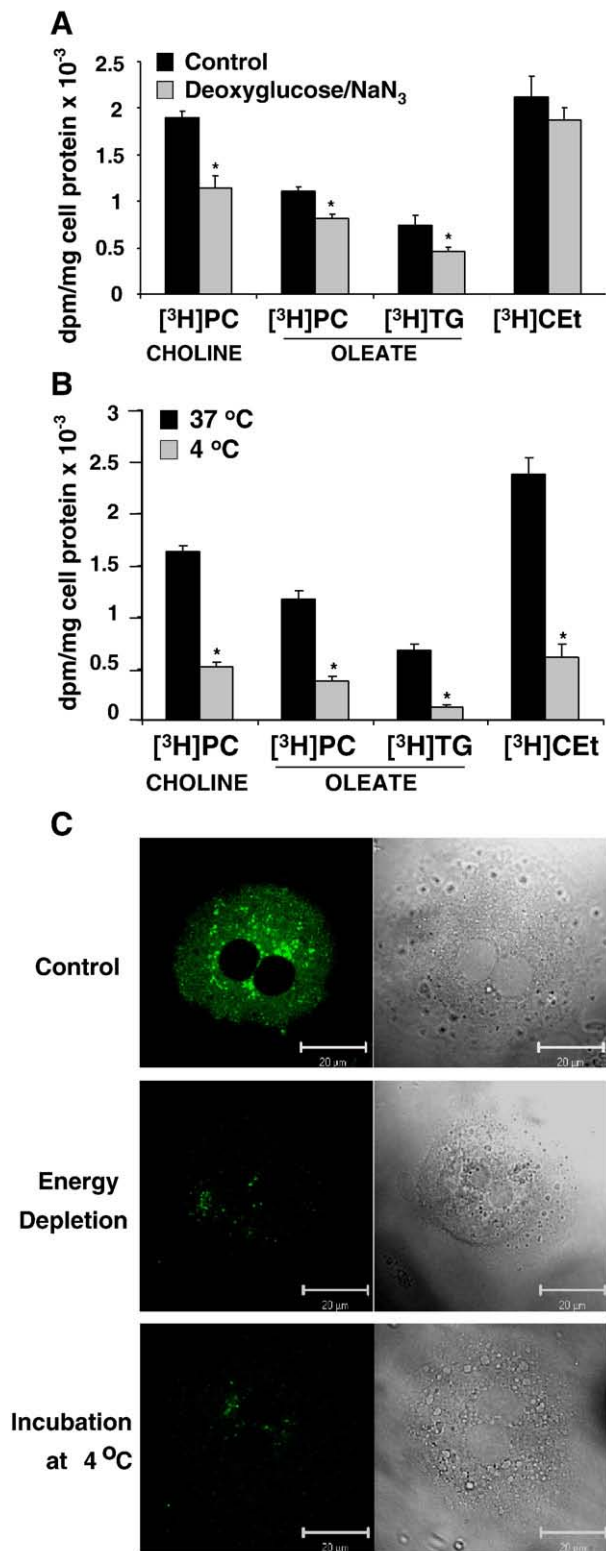 A
Control
Deoxyglucose/NaN₃
dpm/mg cell protein x 10⁻³
2.5
2
1.5
1
0.5
0
[³H]PC [³H]PC [³H]TG [³H]CEt
CHOLINE OLEATE
B
37 °C
4 °C
dpm/mg cell protein x 10⁻³
3
2.5
2
1.5
1
0.5
0
* * * *
[³H]PC [³H]PC [³H]TG [³H]CEt
CHOLINE OLEATE
C
Control
20 µm 20 µm
Energy
Depletion
20 µm 20 µm
Incubation
at 4 °C
20 µm 20 µm